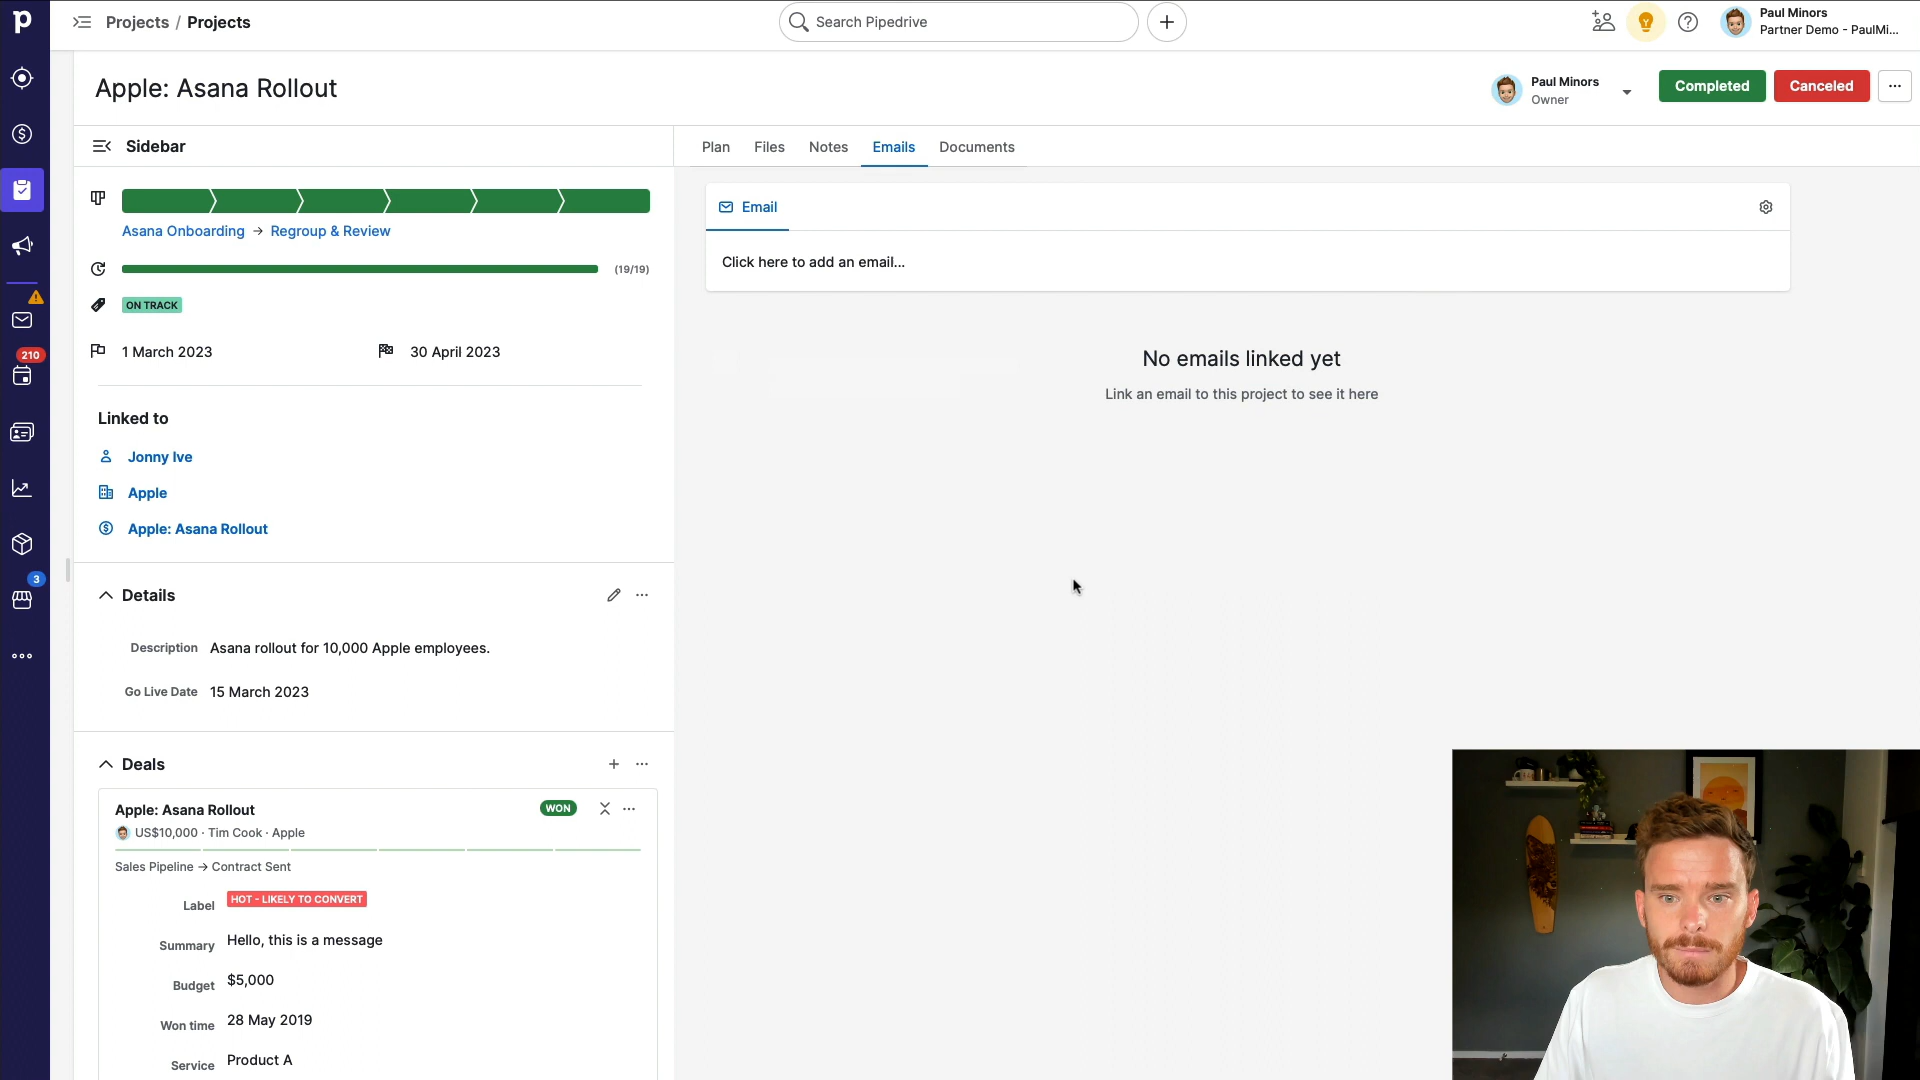 Projects / Projects
Search Pipedrive
Paul Minors
Partner Demo - PaulMi...
Apple: Asana Rollout
Paul Minors
Owner
Completed
Canceled
Sidebar
Plan
Files
Notes
Emails
Documents
Asana Onboarding → Regroup & Review
(19/19)
ON TRACK
1 March 2023
30 April 2023
Email
Click here to add an email...
No emails linked yet
Link an email to this project to see it here
210
3
Linked to
Jonny Ive
Apple
Apple: Asana Rollout
Details
Description Asana rollout for 10,000 Apple employees.
Go Live Date 15 March 2023
Deals
Apple: Asana Rollout
WON
US$10,000 · Tim Cook · Apple
Sales Pipeline → Contract Sent
Label HOT - LIKELY TO CONVERT
Summary Hello, this is a message
Budget $5,000
Won time 28 May 2019
Service Product A